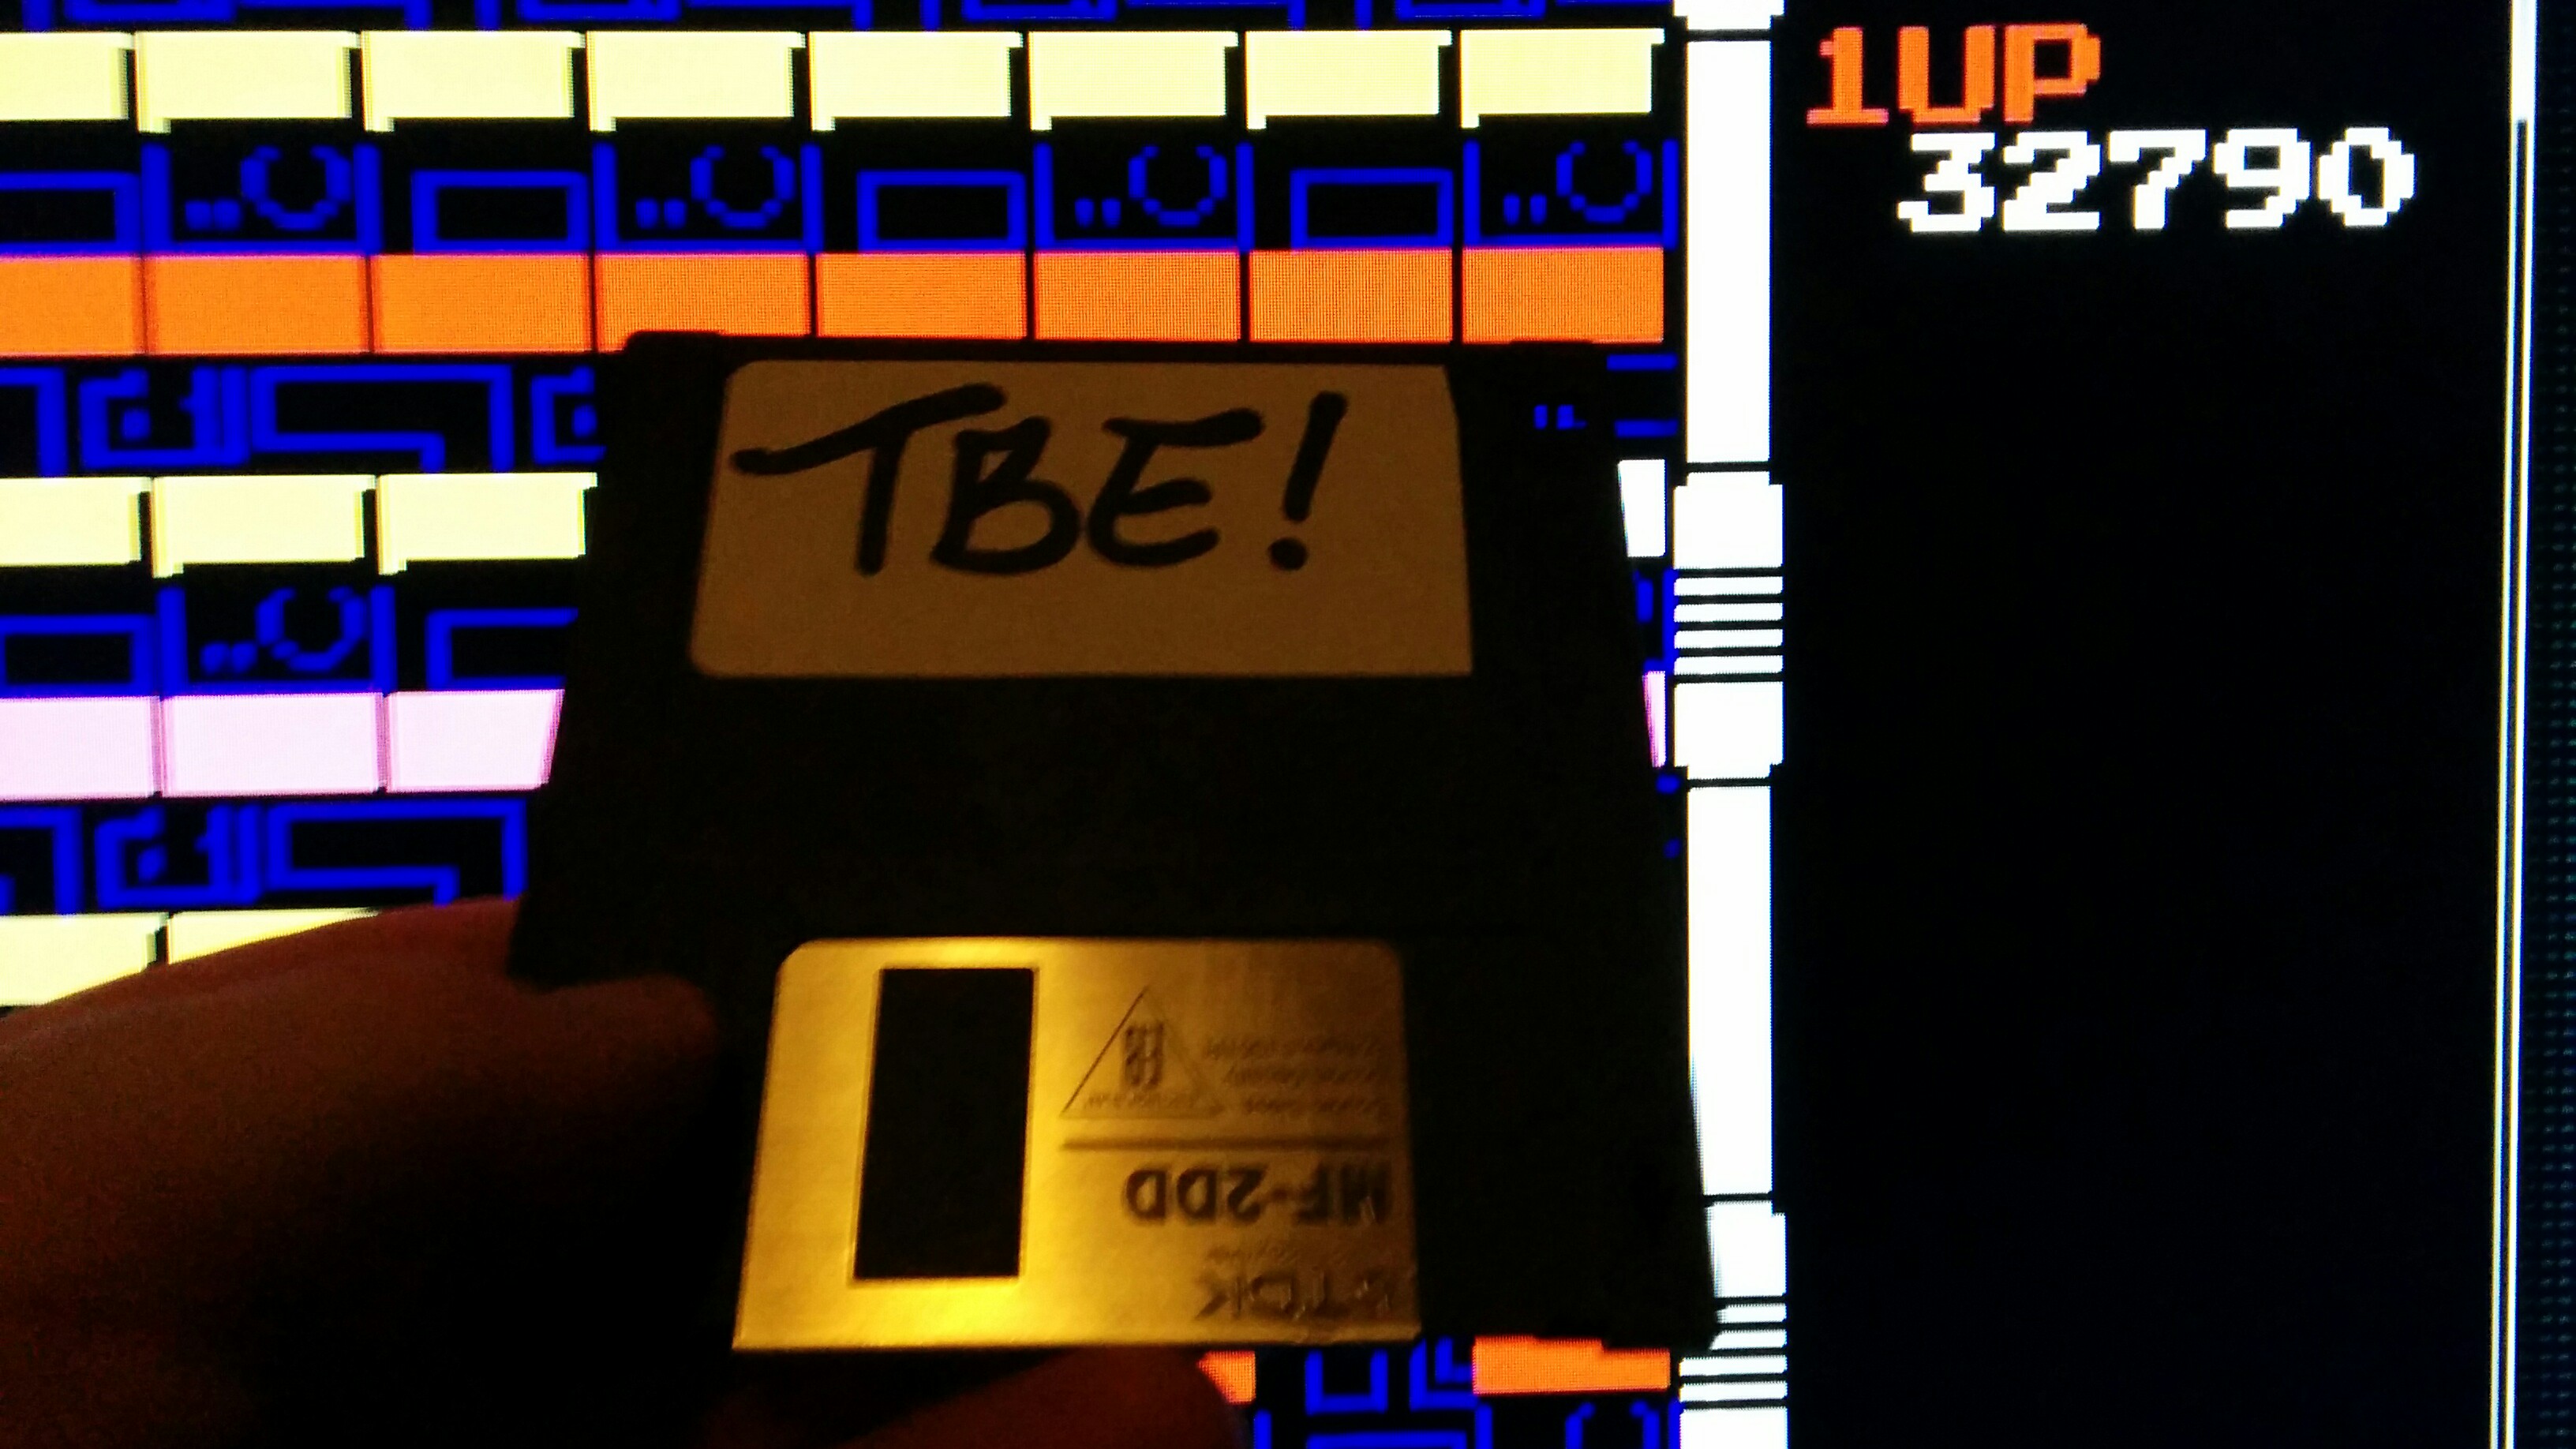 1UP
32790
TBE!
MF-2DD
TDK